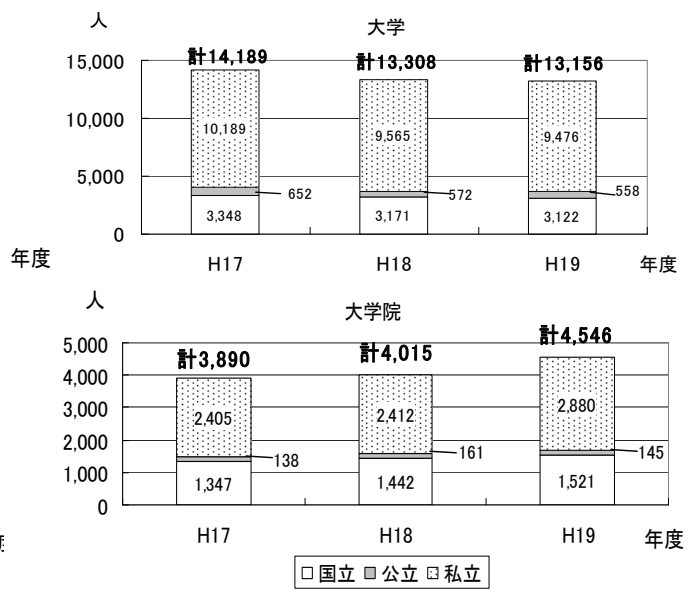 人
大学
計14,189
計13,308
計13,156
15,000
10,000
5,000
0
10,189
9,565
9,476
652
572
558
3,348
3,171
3,122
年度
H17
H18
H19
年度
人
大学院
計3,890
計4,015
計4,546
5,000
4,000
3,000
2,000
1,000
0
2,405
2,412
2,880
138
161
145
1,347
1,442
1,521
H17
H18
H19
年度
国立 公立 私立